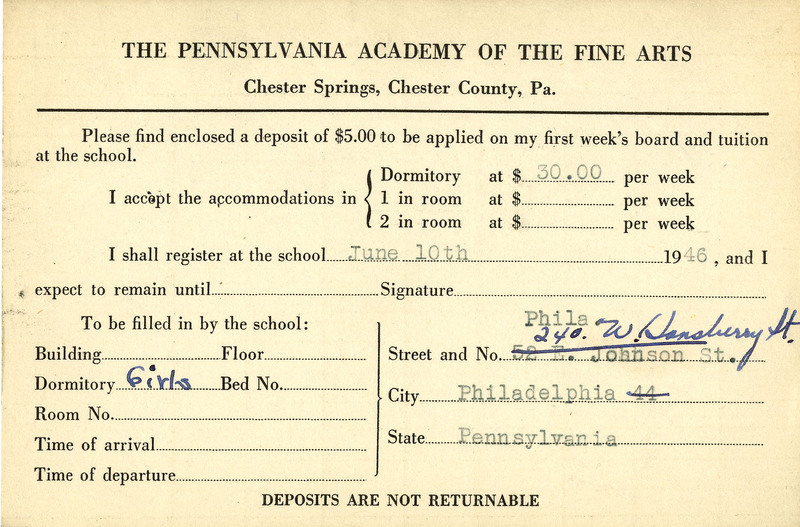 THE PENNSYLVANIA ACADEMY OF THE FINE ARTS
Chester Springs, Chester County, Pa.
Please find enclosed a deposit of $5.00 to be applied on my first week's board and tuition
at the school.
I accept the accommodations in
Dormitory at $ 30.00 per week
1 in room at $ per week
2 in room at $ per week
I shall register at the school June 10th 1946, and I
expect to remain until Signature
To be filled in by the school:
Building Floor
Dormitory Girls Bed No.
Room No.
Time of arrival
Time of departure
Phila
240. W. Hansberry St.
Street and No. 52 E. Johnson St.
City Philadelphia 44
State Pennsylvania
DEPOSITS ARE NOT RETURNABLE